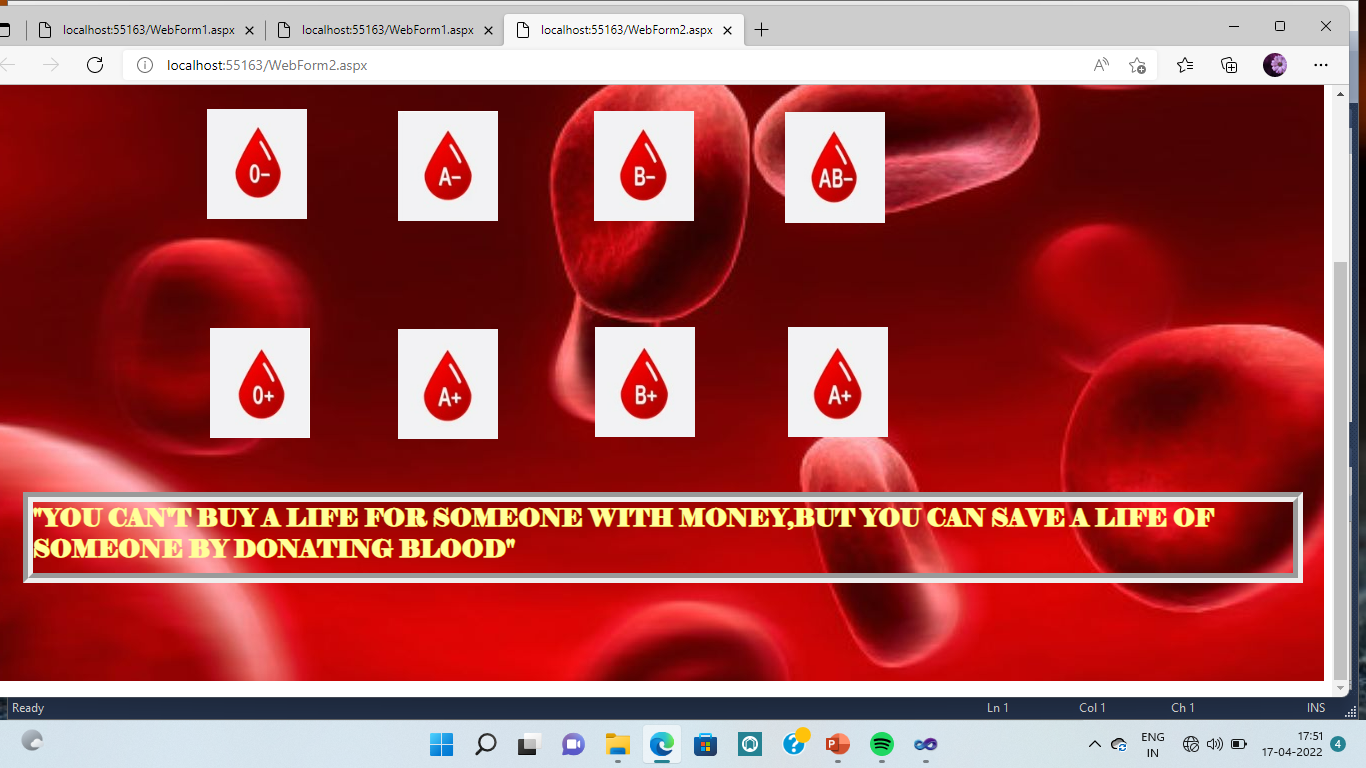 localhost:55163/WebForm1.aspx
localhost:55163/WebForm1.aspx
localhost:55163/WebForm2.aspx
localhost:55163/WebForm2.aspx
0-
A-
B-
AB-
0+
A+
B+
A+
"YOU CAN'T BUY A LIFE FOR SOMEONE WITH MONEY,BUT YOU CAN SAVE A LIFE OF
SOMEONE BY DONATING BLOOD"
Ready Ln 1 Col 1 Ch 1 INS
ENG
IN
17:51
17-04-2022
4